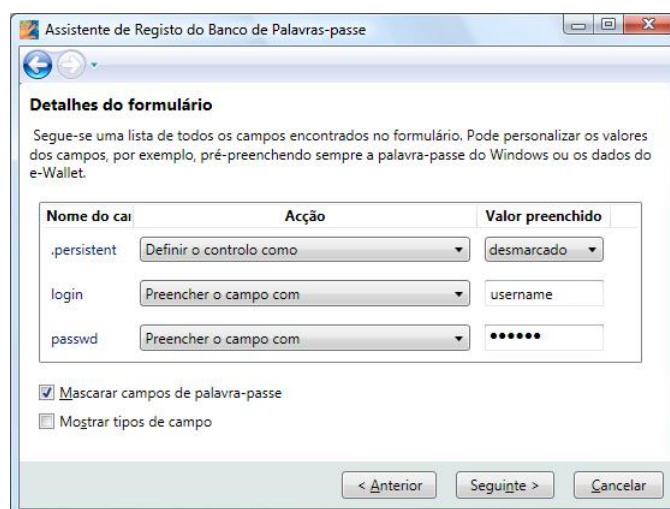 Assistente de Registo do Banco de Palavras-passe
Detalhes do formulário
Segue-se uma lista de todos os campos encontrados no formulário. Pode personalizar os valores
dos campos, por exemplo, pré-preenchendo sempre a palavra-passe do Windows ou os dados do
e-Wallet.
Nome do car Acção Valor preenchido
.persistent Definir o controlo como desmarcado
login Preencher o campo com username
passwd Preencher o campo com ••••••
Mascarar campos de palavra-passe
Mostrar tipos de campo
< Anterior Seguinte > Cancelar